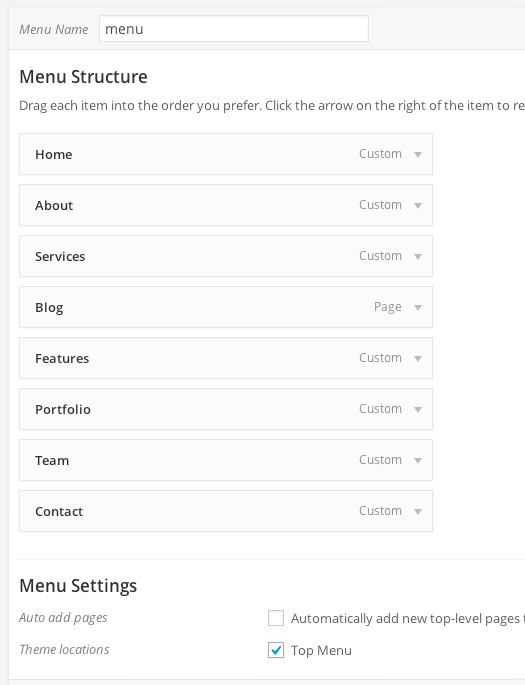 Menu Name menu
Menu Structure
Drag each item into the order you prefer. Click the arrow on the right of the item to re
Home Custom
About Custom
Services Custom
Blog Page
Features Custom
Portfolio Custom
Team Custom
Contact Custom
Menu Settings
Auto add pages Automatically add new top-level pages t
Theme locations Top Menu